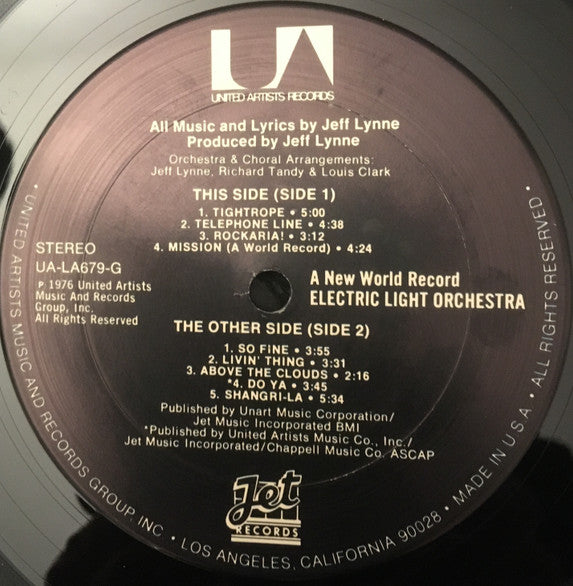 UA
UNITED ARTISTS RECORDS
All Music and Lyrics by Jeff Lynne
Produced by Jeff Lynne
Orchestra & Choral Arrangements:
Jeff Lynne, Richard Tandy & Louis Clark
THIS SIDE (SIDE 1)
1. TIGHTROPE • 5:00
2. TELEPHONE LINE • 4:38
3. ROCKARIA! • 3:12
4. MISSION (A World Record) • 4:24
STEREO
UA-LA679-G
℗ 1976 United Artists
Music And Records
Group, Inc.
All Rights Reserved
A New World Record
ELECTRIC LIGHT ORCHESTRA
THE OTHER SIDE (SIDE 2)
1. SO FINE • 3:55
2. LIVIN' THING • 3:31
3. ABOVE THE CLOUDS • 2:16
*4. DO YA • 3:45
5. SHANGRI-LA • 5:34
Published by Unart Music Corporation/
Jet Music Incorporated BMI
*Published by United Artists Music Co., Inc./
Jet Music Incorporated/Chappell Music Co. ASCAP
Jet
RECORDS
• UNITED ARTISTS MUSIC AND RECORDS GROUP, INC • LOS ANGELES, CALIFORNIA 90028 • MADE IN U.S.A. • ALL RIGHTS RESERVED •